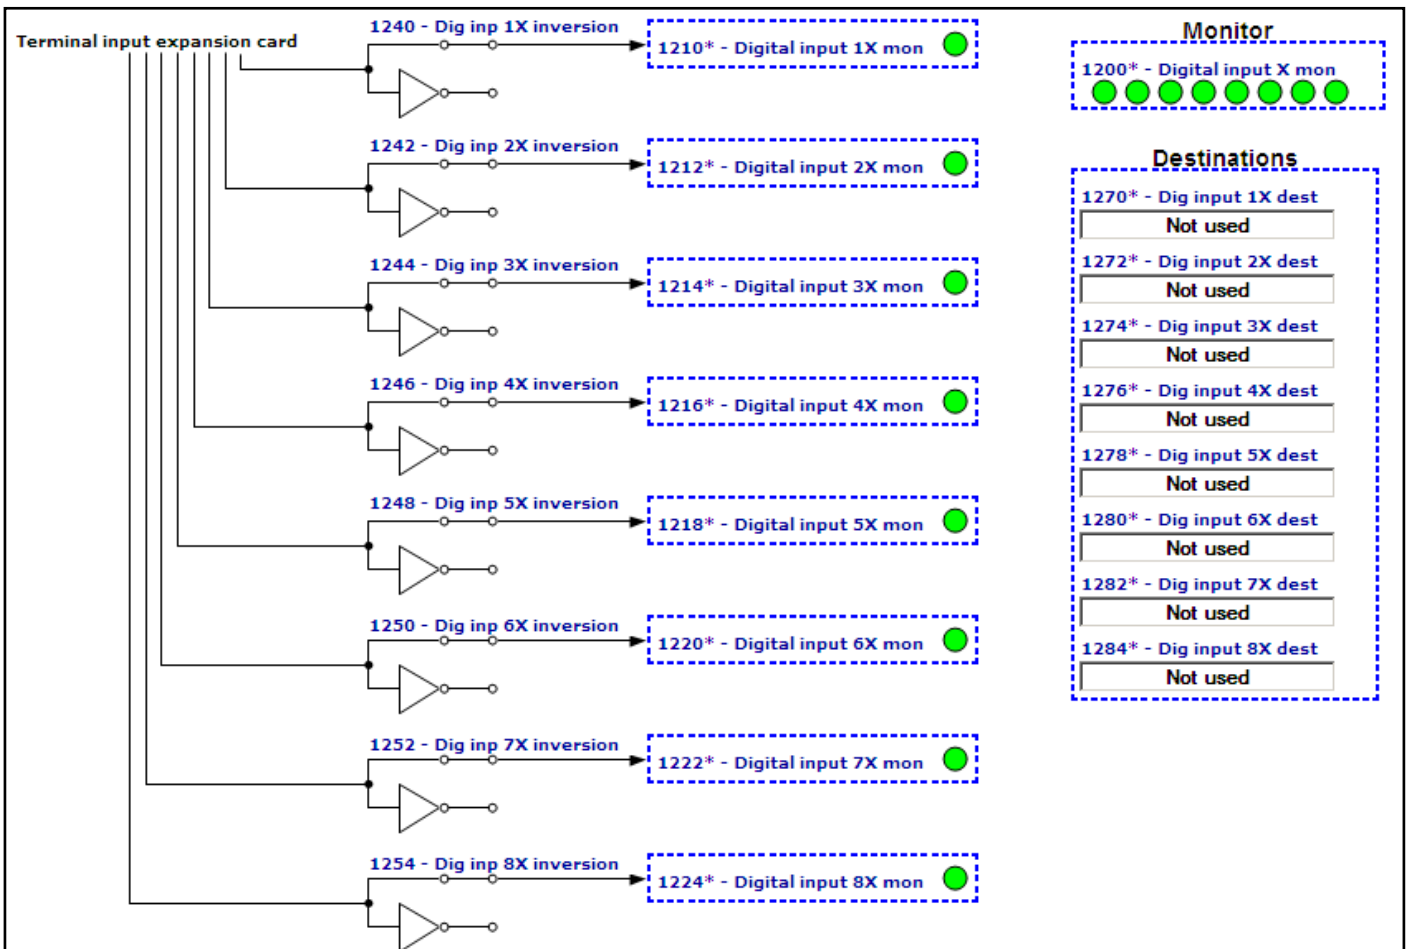 Terminal input expansion card
1240 - Dig inp 1X inversion
1210* - Digital input 1X mon
1242 - Dig inp 2X inversion
1212* - Digital input 2X mon
1244 - Dig inp 3X inversion
1214* - Digital input 3X mon
1246 - Dig inp 4X inversion
1216* - Digital input 4X mon
1248 - Dig inp 5X inversion
1218* - Digital input 5X mon
1250 - Dig inp 6X inversion
1220* - Digital input 6X mon
1252 - Dig inp 7X inversion
1222* - Digital input 7X mon
1254 - Dig inp 8X inversion
1224* - Digital input 8X mon
Monitor
1200* - Digital input X mon
Destinations
1270* - Dig input 1X dest
Not used
1272* - Dig input 2X dest
Not used
1274* - Dig input 3X dest
Not used
1276* - Dig input 4X dest
Not used
1278* - Dig input 5X dest
Not used
1280* - Dig input 6X dest
Not used
1282* - Dig input 7X dest
Not used
1284* - Dig input 8X dest
Not used